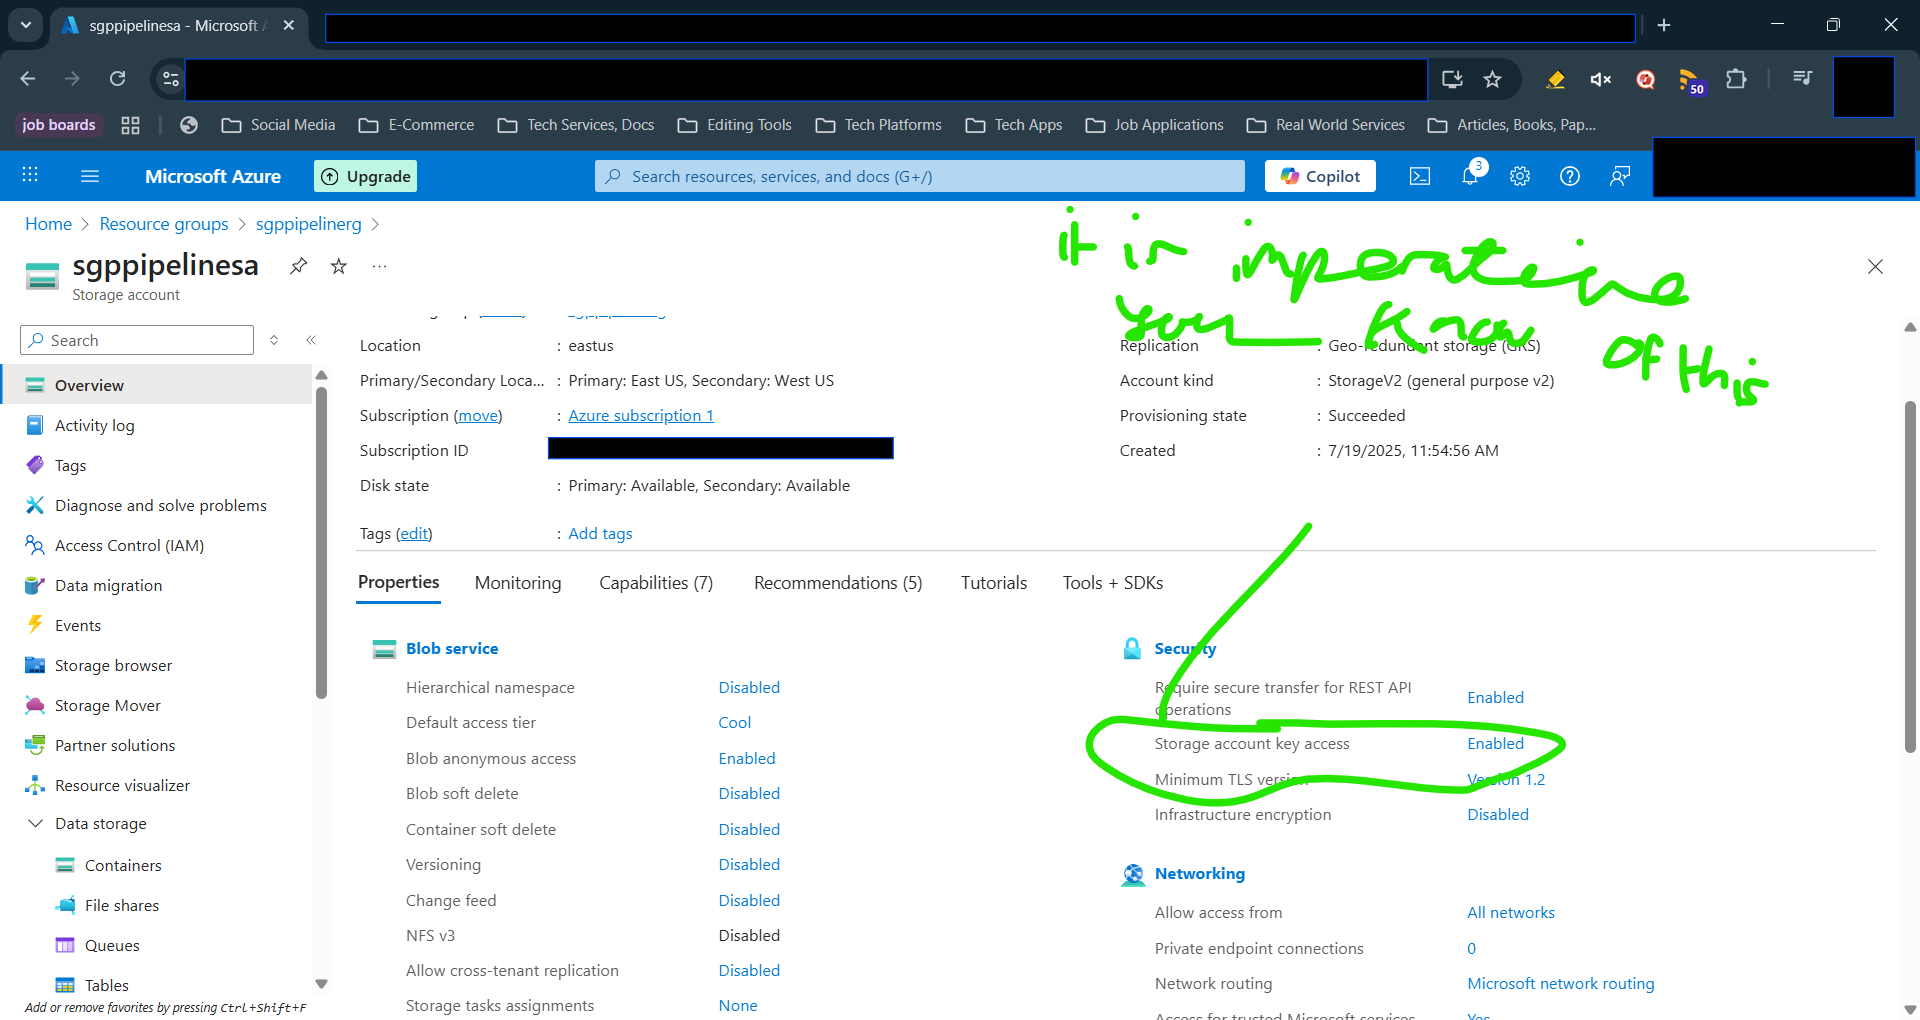 sgppipelinesa - Microsoft A
50
job boards
Social Media
E-Commerce
Tech Services, Docs
Editing Tools
Tech Platforms
Tech Apps
Job Applications
Real World Services
Articles, Books, Pap...
Microsoft Azure
Upgrade
Search resources, services, and docs (G+/)
Copilot
3
Home > Resource groups > sgppipelinerg >
sgppipelinesa
Storage account
it is imperative
you know of this
Search
Overview
Activity log
Tags
Diagnose and solve problems
Access Control (IAM)
Data migration
Events
Storage browser
Storage Mover
Partner solutions
Resource visualizer
Data storage
Containers
File shares
Queues
Tables
Add or remove favorites by pressing Ctrl+Shift+F
Location : eastus
Primary/Secondary Loca... : Primary: East US, Secondary: West US
Subscription (move) : Azure subscription 1
Subscription ID
Disk state : Primary: Available, Secondary: Available
Tags (edit) : Add tags
Replication : Geo-redundant storage (GRS)
Account kind : StorageV2 (general purpose v2)
Provisioning state : Succeeded
Created : 7/19/2025, 11:54:56 AM
Properties Monitoring Capabilities (7) Recommendations (5) Tutorials Tools + SDKs
Blob service
Hierarchical namespace Disabled
Default access tier Cool
Blob anonymous access Enabled
Blob soft delete Disabled
Container soft delete Disabled
Versioning Disabled
Change feed Disabled
NFS v3 Disabled
Allow cross-tenant replication Disabled
Storage tasks assignments None
Security
Require secure transfer for REST API
operations Enabled
Storage account key access Enabled
Minimum TLS version Version 1.2
Infrastructure encryption Disabled
Networking
Allow access from All networks
Private endpoint connections 0
Network routing Microsoft network routing
Access for trusted Microsoft services Yes